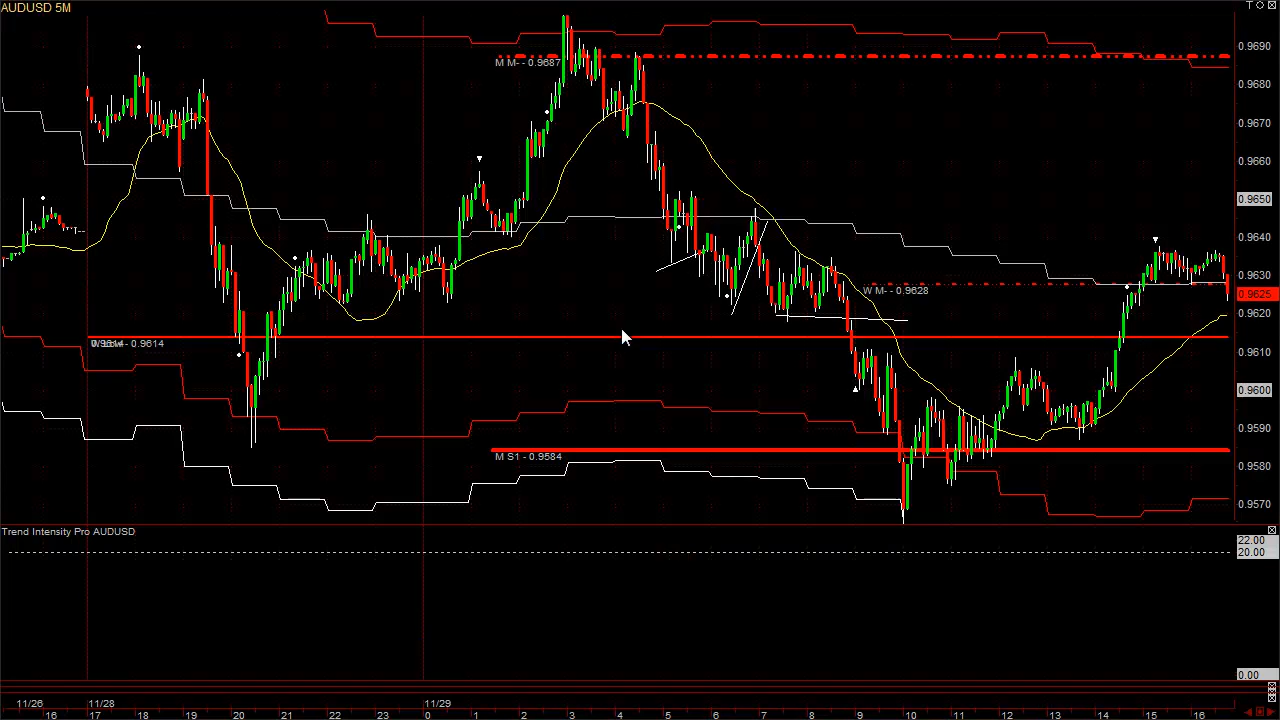 AUDUSD 5M
0.9690
M M- - 0.9687
0.9680
0.9670
0.9660
0.9650
0.9640
0.9630
W M- - 0.9628
0.9625
0.9620
- 0.9614
0.9610
0.9600
0.9590
M S1 - 0.9584
0.9580
0.9570
Trend Intensity Pro AUDUSD
22.00
20.00
0.00
11/26 11/28 11/29
16 17 18 19 20 21 22 23 0 1 2 3 4 5 6 7 8 9 10 11 12 13 14 15 16